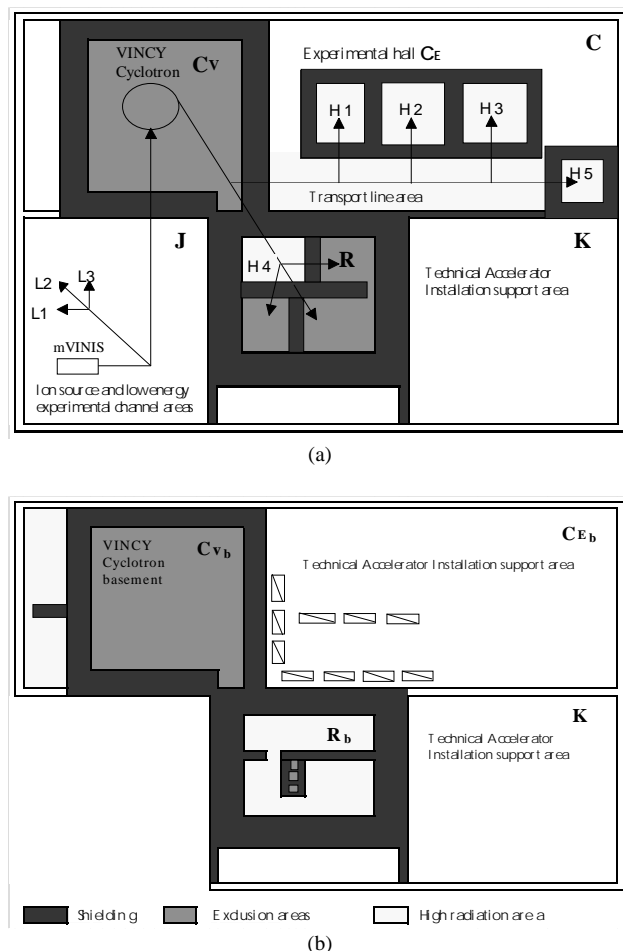 VINCY
Cyclotron
Cv
Experimental hall CE
C
H1
H2
H3
H5
Transport line area
J
R
K
H4
Technical Accelerator
Installation support area
L2
L3
L1
mVINIS
Ion source and low energy
experimental channel areas
(a)
VINCY
Cyclotron
basement
Cvb
CEb
Technical Accelerator Installation support area
K
Rb
Technical Accelerator
Installation support area
Shielding
Exclusion areas
High radiation area
(b)